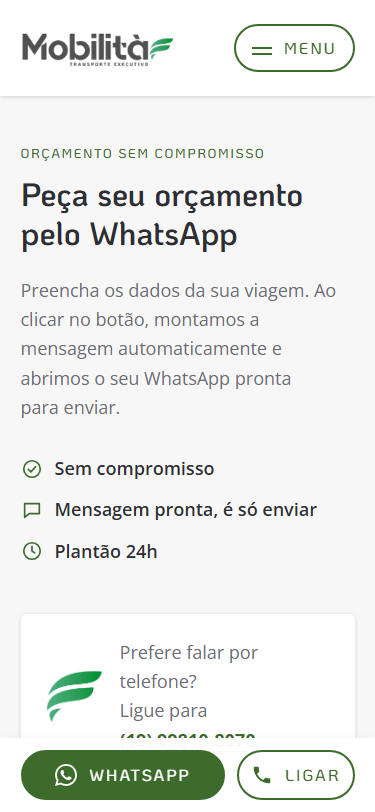 Mobilità
TRANSPORTE EXECUTIVO
MENU
ORÇAMENTO SEM COMPROMISSO
Peça seu orçamento
pelo WhatsApp
Preencha os dados da sua viagem. Ao
clicar no botão, montamos a
mensagem automaticamente e
abrimos o seu WhatsApp pronta
para enviar.
Sem compromisso
Mensagem pronta, é só enviar
Plantão 24h
Prefere falar por
telefone?
Ligue para
WHATSAPP
LIGAR